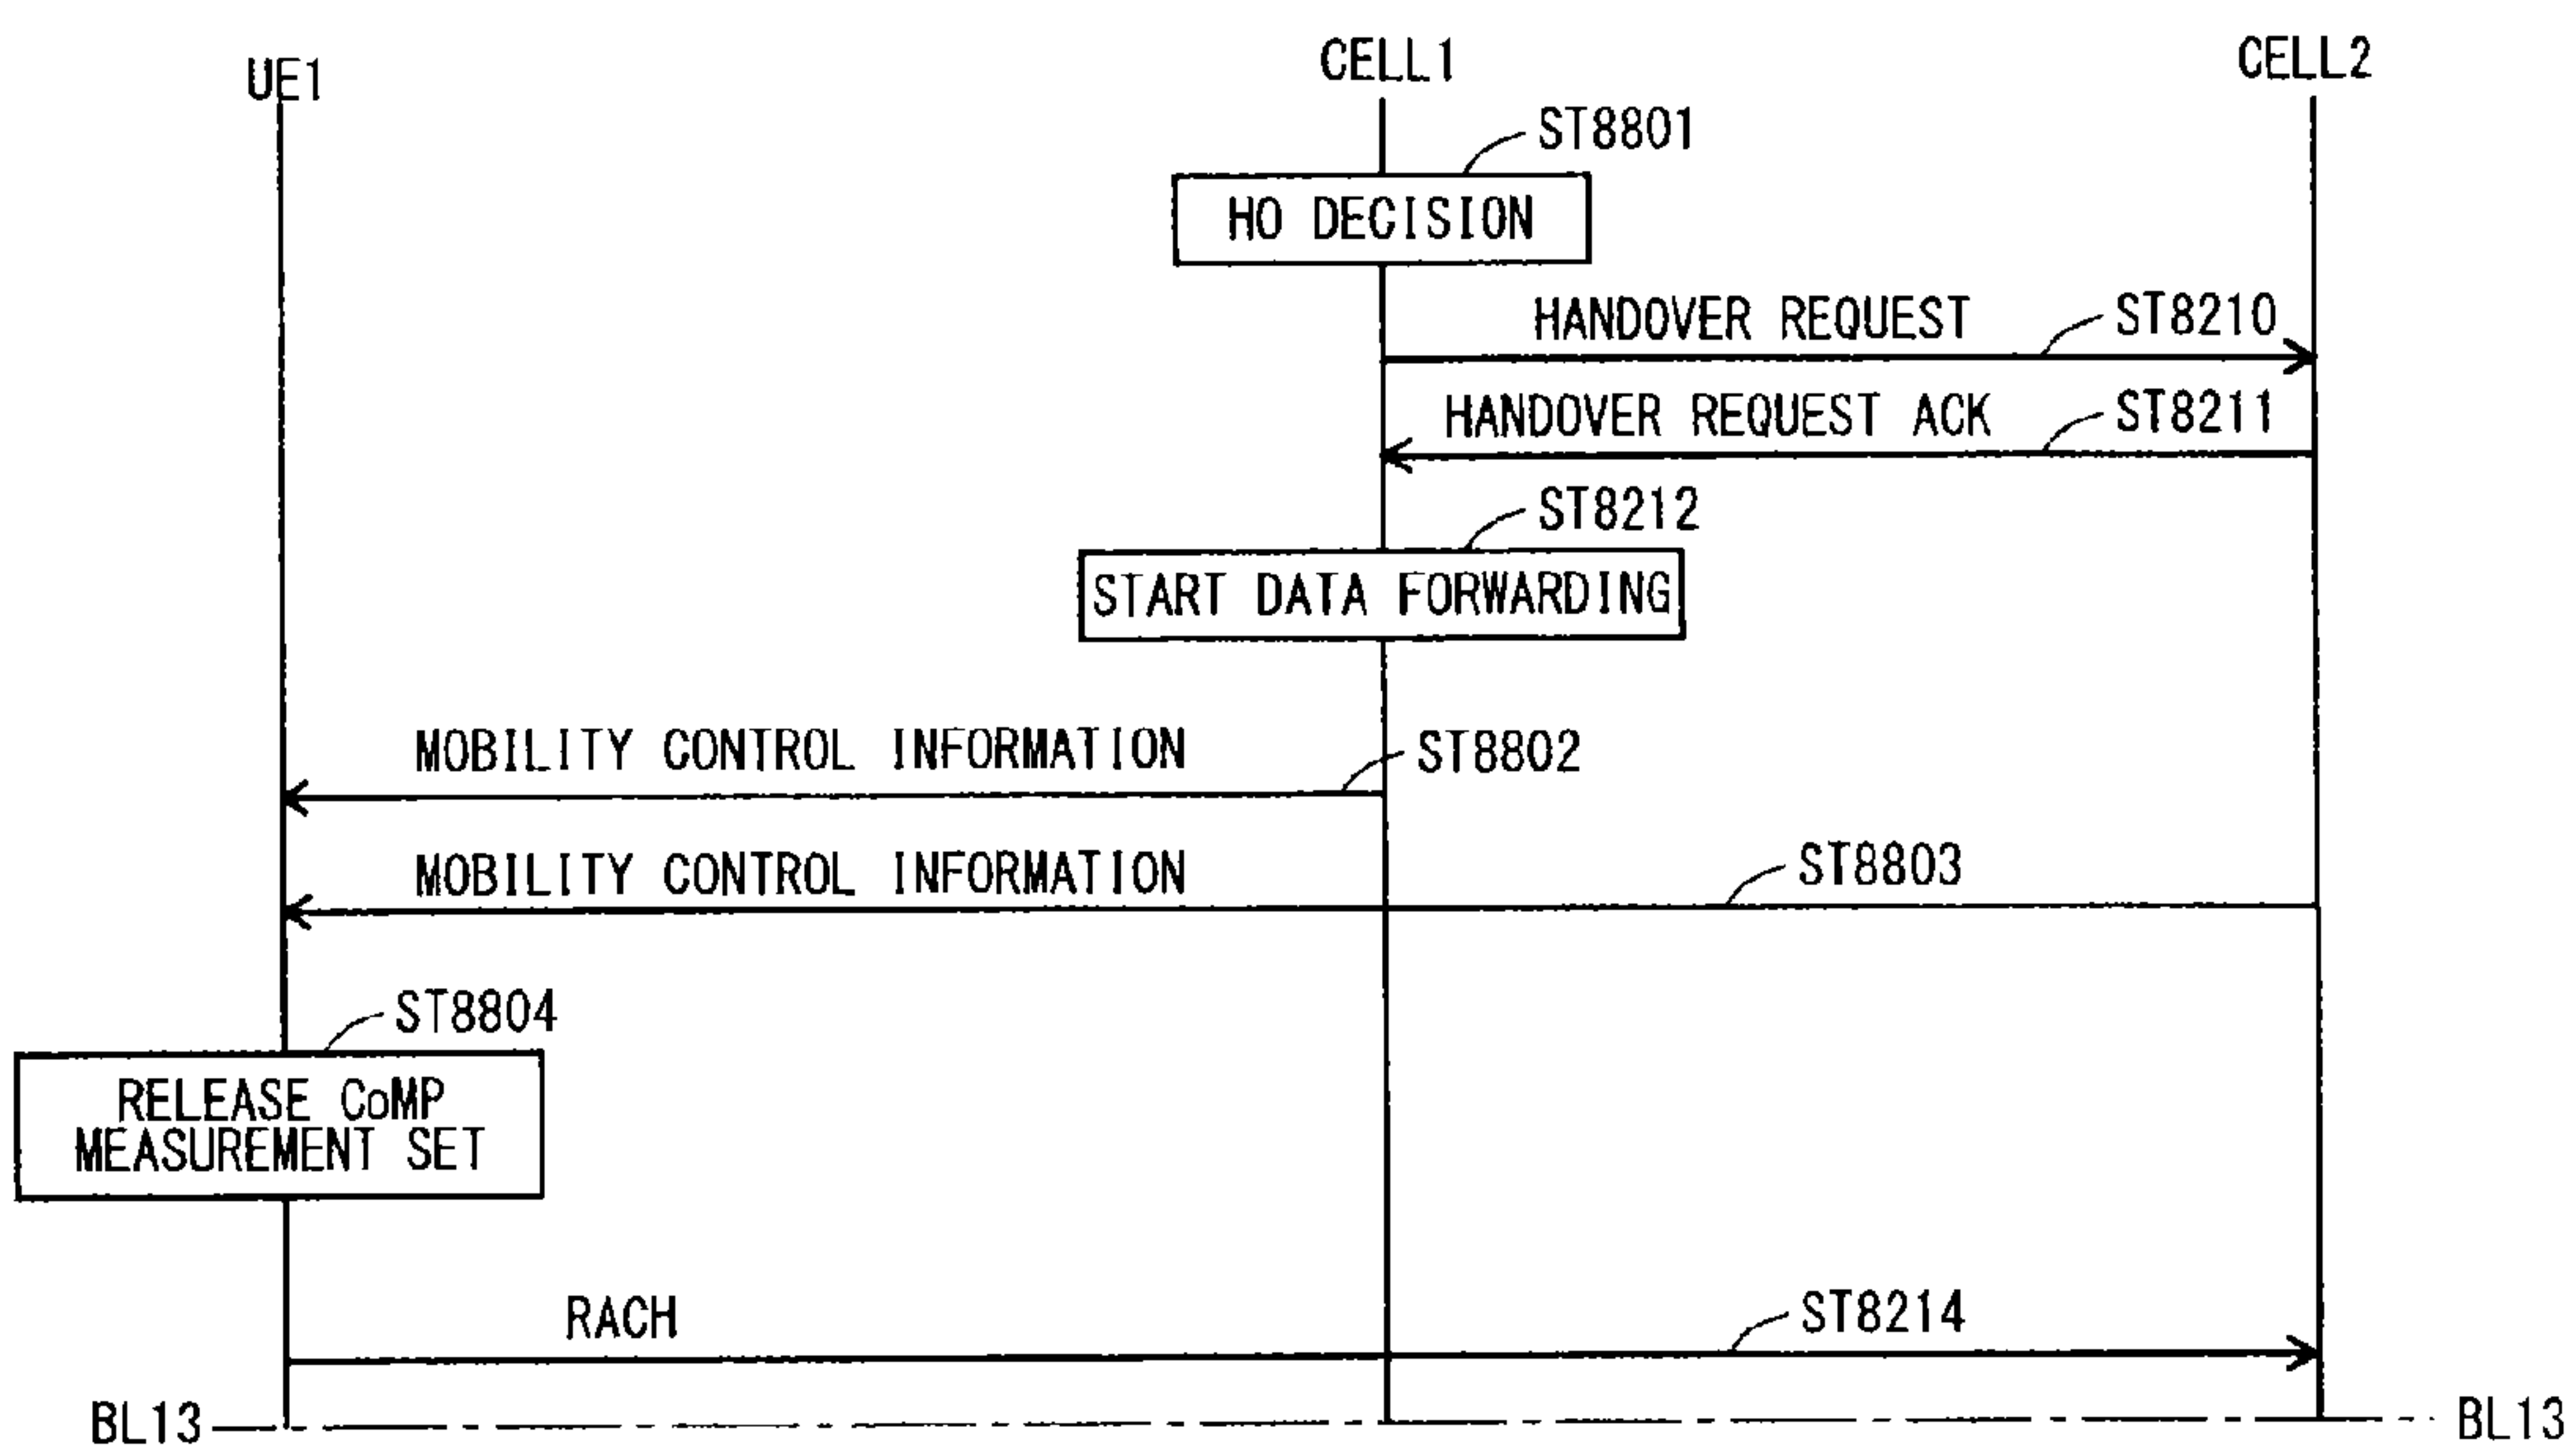 UE1
CELL1
CELL2
ST8801
HO DECISION
HANDOVER REQUEST
ST8210
HANDOVER REQUEST ACK
ST8211
ST8212
START DATA FORWARDING
MOBILITY CONTROL INFORMATION
ST8802
MOBILITY CONTROL INFORMATION
ST8803
ST8804
RELEASE CoMP
MEASUREMENT SET
RACH
ST8214
BL13
BL13